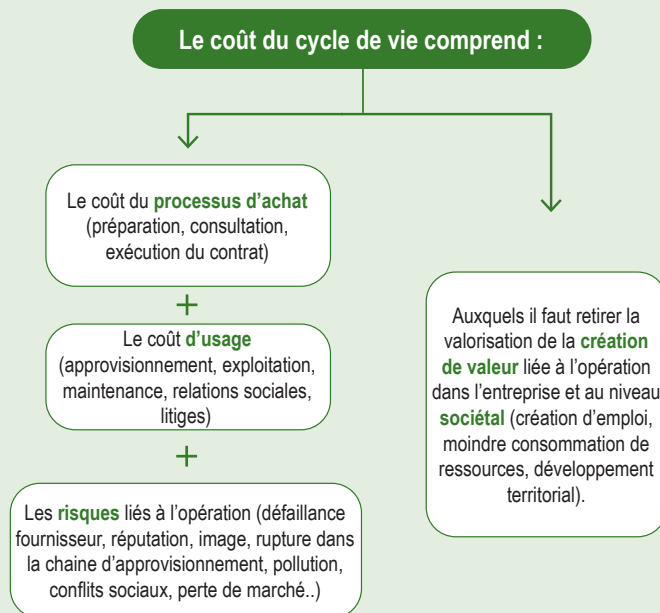 Le coût du cycle de vie comprend :
Le coût du processus d’achat
(préparation, consultation,
exécution du contrat)
+
Le coût d’usage
(approvisionnement, exploitation,
maintenance, relations sociales,
litiges)
+
Les risques liés à l’opération (défaillance
fournisseur, réputation, image, rupture dans
la chaine d’approvisionnement, pollution,
conflits sociaux, perte de marché..)
Auxquels il faut retirer la
valorisation de la création
de valeur liée à l’opération
dans l’entreprise et au niveau
sociétal (création d’emploi,
moindre consommation de
ressources, développement
territorial).